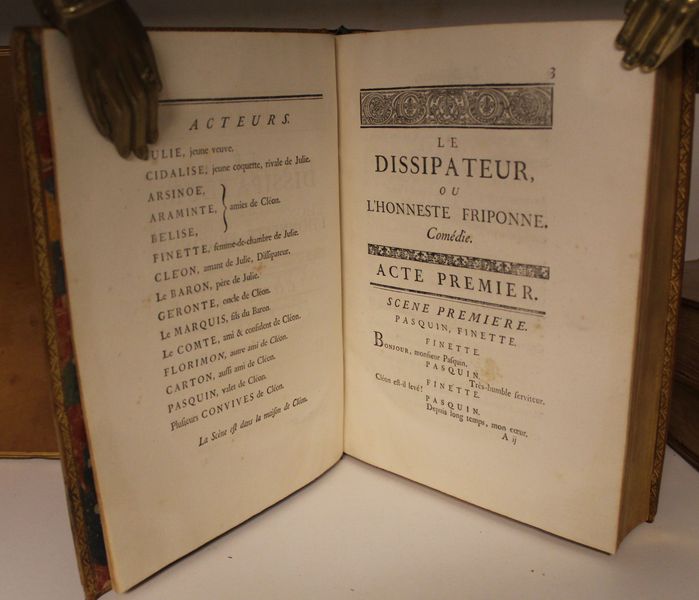 ACTEURS.
JULIE, jeune veuve.
CIDALISE, jeune coquette, rivale de Julie.
ARSINOE,
ARAMINTE, } amies de Cléon.
BELISE,
FINETTE, femme-de-chambre de Julie.
CLEON, amant de Julie, Dissipateur.
Le BARON, père de Julie.
GERONTE, oncle de Cléon.
Le MARQUIS, fils du Baron.
Le COMTE, ami & confident de Cléon.
FLORIMON, autre ami de Cléon.
CARTON, aussi ami de Cléon.
PASQUIN, valet de Cléon.
Plusieurs CONVIVES de Cléon.
La Scène est dans la maison de Cléon.
3
LE
DISSIPATEUR,
OU
L'HONNESTE FRIPONNE.
Comédie.
ACTE PREMIER.
SCENE PREMIERE.
PASQUIN, FINETTE.
FINETTE.
BONJOUR, monsieur Pasquin.
PASQUIN.
Très-humble serviteur.
FINETTE.
Cléon est-il levé?
PASQUIN.
Depuis long temps, mon cœur.
A ij